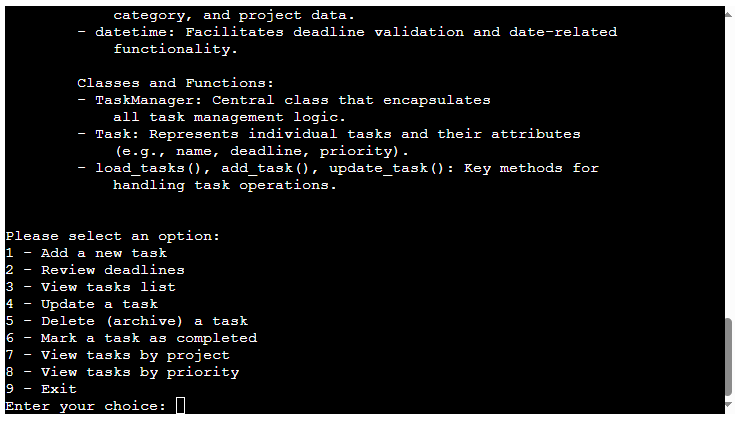 category, and project data.
- datetime: Facilitates deadline validation and date-related
functionality.
Classes and Functions:
- TaskManager: Central class that encapsulates
all task management logic.
- Task: Represents individual tasks and their attributes
(e.g., name, deadline, priority).
- load_tasks(), add_task(), update_task(): Key methods for
handling task operations.
Please select an option:
1 - Add a new task
2 - Review deadlines
3 - View tasks list
4 - Update a task
5 - Delete (archive) a task
6 - Mark a task as completed
7 - View tasks by project
8 - View tasks by priority
9 - Exit
Enter your choice: